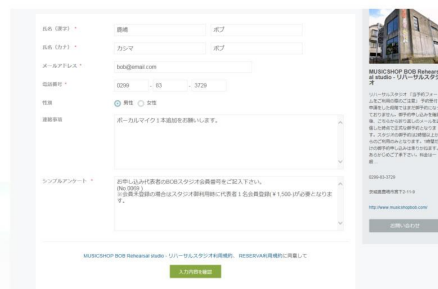 氏名（漢字） *
鹿嶋
ボブ
氏名（カナ） *
カシマ
ボブ
メールアドレス *
bob@email.com
電話番号 *
0299 - 83 - 3729
性別
男性 女性
連絡事項
ボーカルマイク1本追加をお願いします。
シンプルアンケート *
お申し込み代表者のBOBスタジオ会員番号をご記入下さい。
(No 0000- )
※会員未登録の場合はスタジオ御利用時に代表者1名会員登録(￥1,500-)が必要となります。
MUSICSHOP BOB Rehearsal studio - リハーサルスタジオ利用規約、 RESERVA利用規約に同意して
入力内容を確認
MUSICSHOP BOB Rehears
al studio - リハーサルスタジ
オ
0299-83-3729
http://www.musicshopbob.com/
お問い合わせ